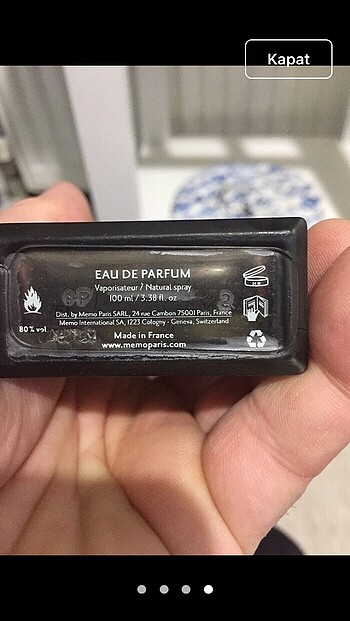 Kapat
EAU DE PARFUM
Vaporisateur / Natural spray
100 ml / 3.38 fl. oz
Dist. by Memo Paris SARL, 24 rue Cambon 75001 Paris, France
Memo International SA, 1223 Cologny - Geneva, Switzerland
80% vol
Made in France
www.memoparis.com